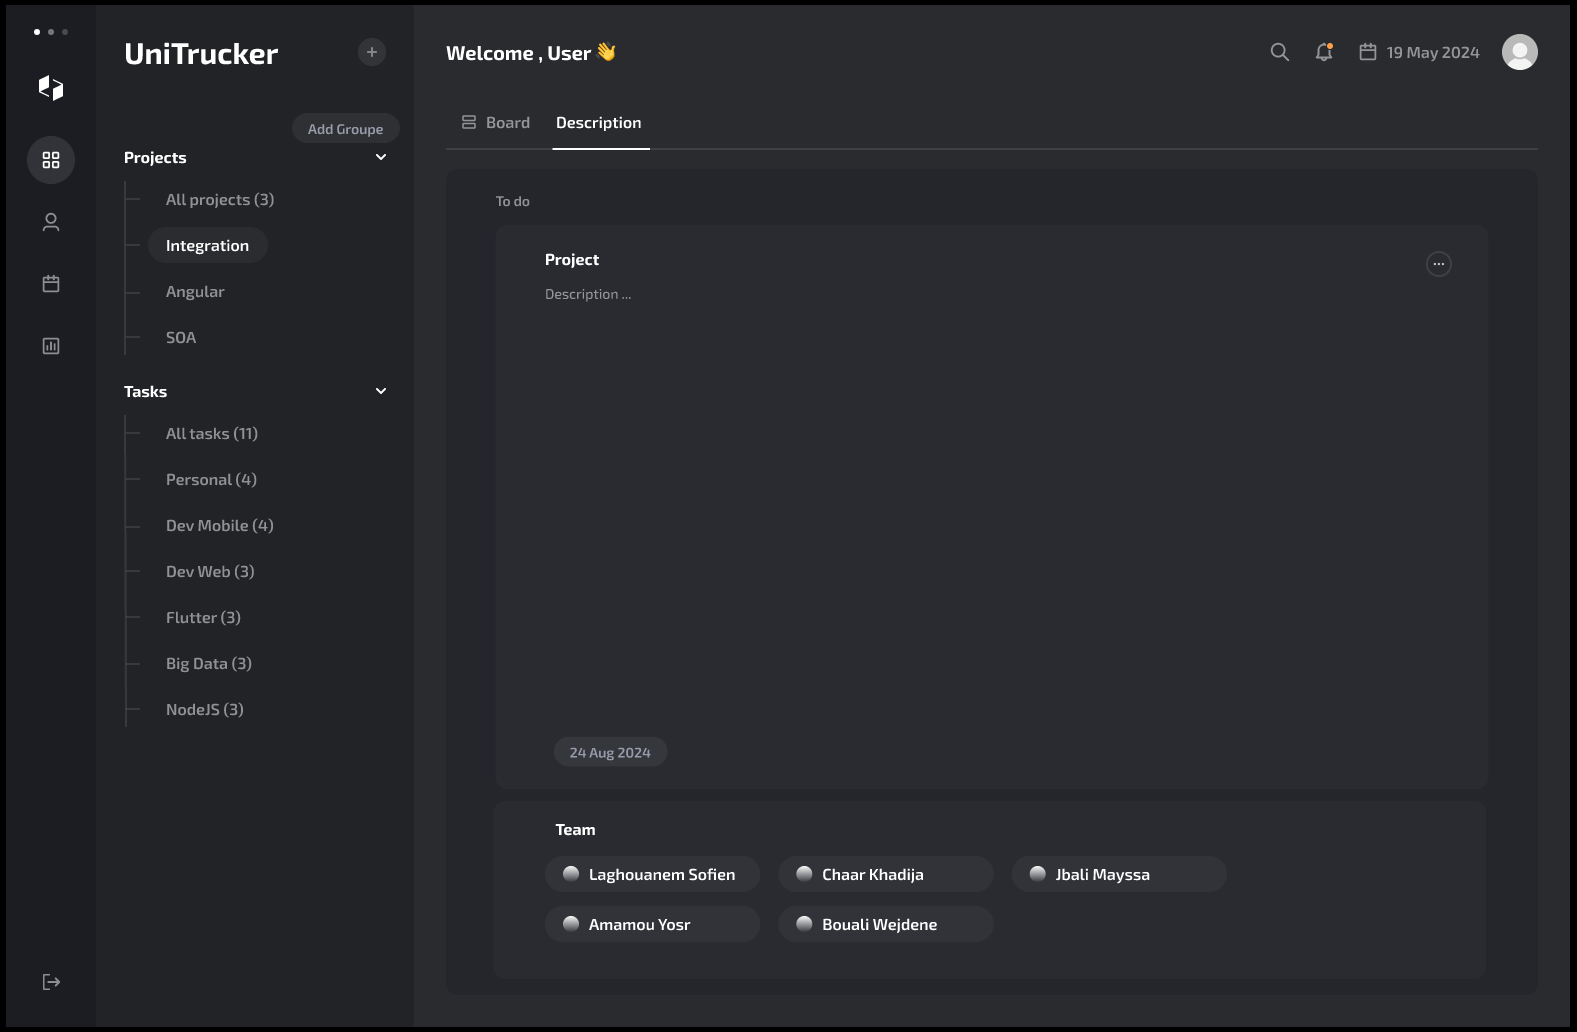 UniTrucker
Add Groupe
Projects
All projects (3)
Integration
Angular
SOA
Tasks
All tasks (11)
Personal (4)
Dev Mobile (4)
Dev Web (3)
Flutter (3)
Big Data (3)
NodeJS (3)
Welcome , User 👋
19 May 2024
Board
Description
To do
Project
Description ...
24 Aug 2024
Team
Laghouanem Sofien
Chaar Khadija
Jbali Mayssa
Amamou Yosr
Bouali Wejdene